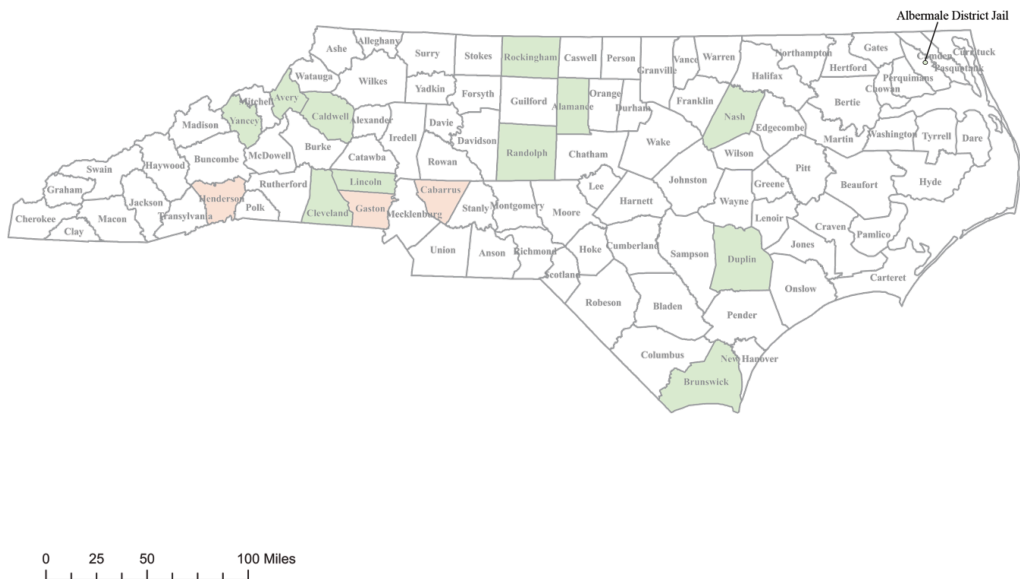 Albermale District Jail
Ashe
Alleghany
Surry
Stokes
Rockingham
Caswell
Person
Granville
Vance
Warren
Northampton
Gates
Camden
Currituck
Pasquotank
Hertford
Halifax
Perquimans
Chowan
Watauga
Wilkes
Yadkin
Forsyth
Guilford
Alamance
Orange
Durham
Franklin
Nash
Bertie
Mitchell
Avery
Yancey
Caldwell
Alexander
Iredell
Davie
Davidson
Randolph
Chatham
Wake
Edgecombe
Martin
Washington
Tyrrell
Dare
Madison
Buncombe
McDowell
Burke
Catawba
Rowan
Wilson
Pitt
Beaufort
Hyde
Swain
Haywood
Graham
Jackson
Henderson
Rutherford
Lincoln
Cabarrus
Lee
Johnston
Greene
Cherokee
Macon
Clay
Transylvania
Polk
Cleveland
Gaston
Mecklenburg
Stanly
Montgomery
Moore
Harnett
Wayne
Lenoir
Craven
Pamlico
Jones
Union
Anson
Richmond
Hoke
Cumberland
Sampson
Duplin
Scotland
Onslow
Carteret
Robeson
Bladen
Pender
Columbus
New Hanover
Brunswick
0 25 50 100 Miles